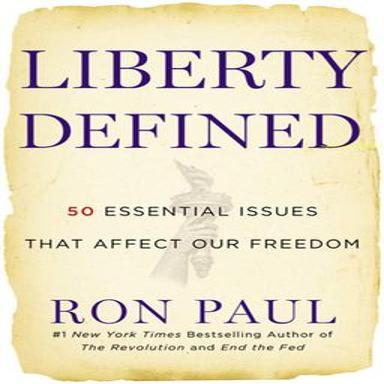 LIBERTY
DEFINED
50 ESSENTIAL ISSUES
THAT AFFECT OUR FREEDOM
RON PAUL
#1 New York Times Bestselling Author of
The Revolution and End the Fed